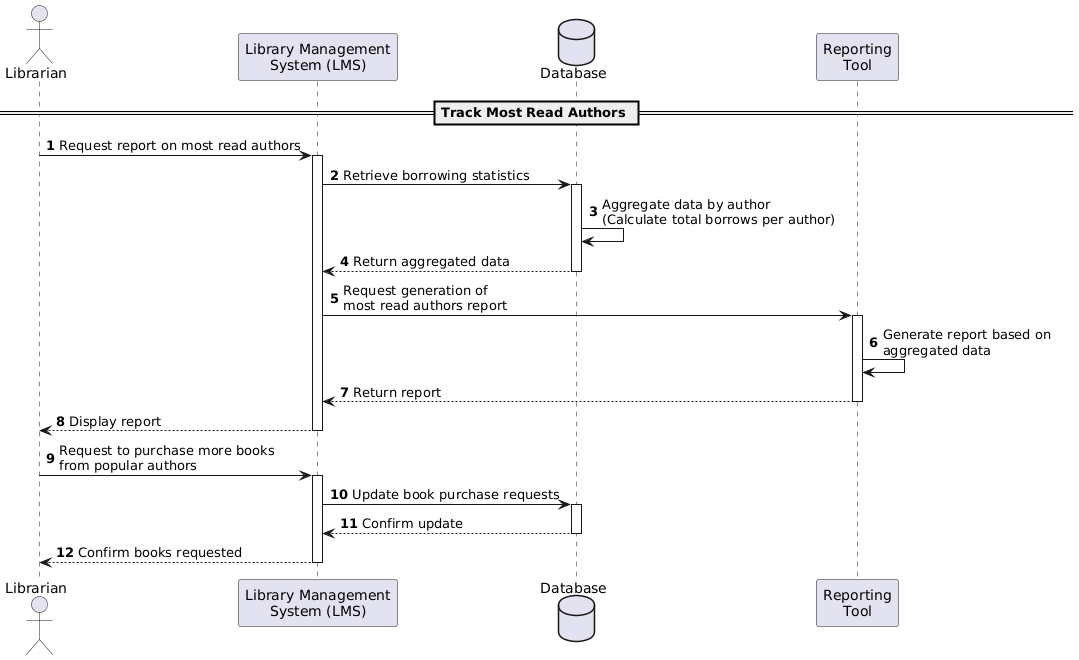 Librarian
Library Management
System (LMS)
Database
Reporting
Tool
Track Most Read Authors
1 Request report on most read authors
2 Retrieve borrowing statistics
3 Aggregate data by author
(Calculate total borrows per author)
4 Return aggregated data
5 Request generation of
most read authors report
6 Generate report based on
aggregated data
7 Return report
8 Display report
9 Request to purchase more books
from popular authors
10 Update book purchase requests
11 Confirm update
12 Confirm books requested
Librarian
Library Management
System (LMS)
Database
Reporting
Tool